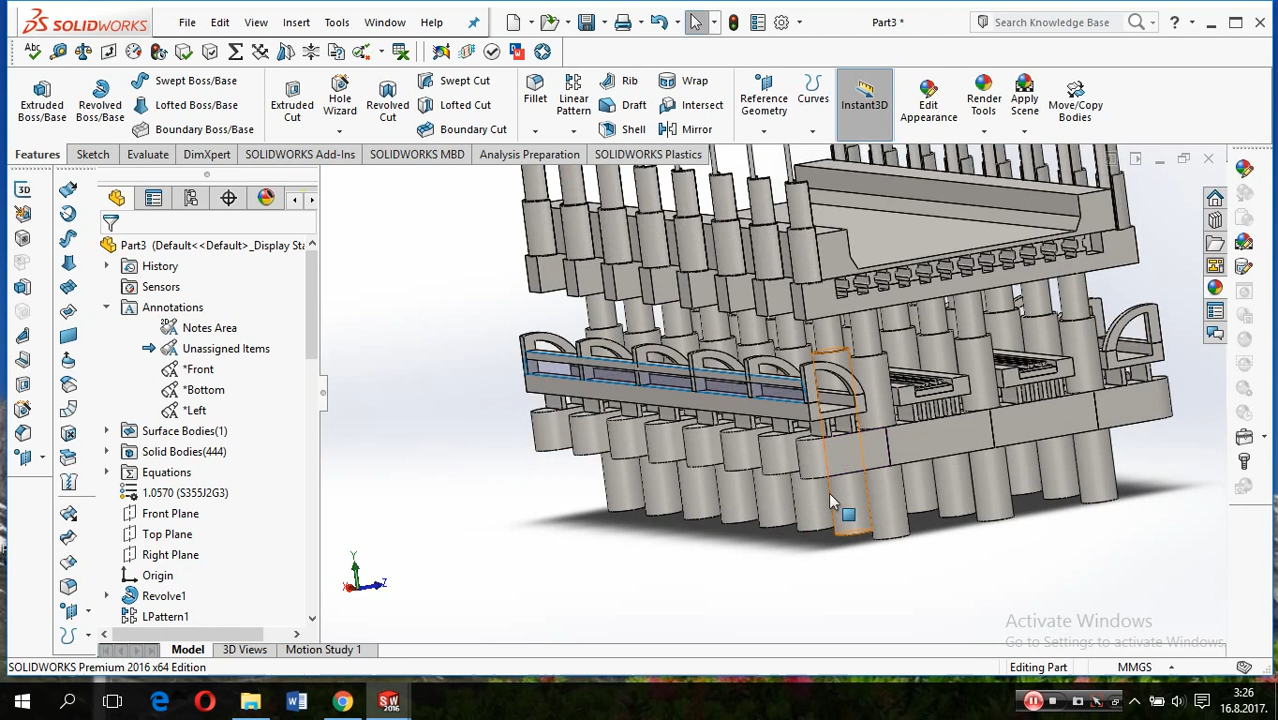 SOLIDWORKS File Edit View Insert Tools Window Help Part3 * Search Knowledge Base ?
Extruded Boss/Base
Revolved Boss/Base
Swept Boss/Base
Lofted Boss/Base
Boundary Boss/Base
Extruded Cut
Hole Wizard
Revolved Cut
Swept Cut
Lofted Cut
Boundary Cut
Fillet
Linear Pattern
Rib
Draft
Shell
Wrap
Intersect
Mirror
Reference Geometry
Curves
Instant3D
Edit Appearance
Render Tools
Apply Scene
Move/Copy Bodies
Features Sketch Evaluate DimXpert SOLIDWORKS Add-Ins SOLIDWORKS MBD Analysis Preparation SOLIDWORKS Plastics
Part3 (Default<<Default>_Display Sta
History
Sensors
Annotations
Notes Area
Unassigned Items
*Front
*Bottom
*Left
Surface Bodies(1)
Solid Bodies(444)
Equations
1.0570 (S355J2G3)
Front Plane
Top Plane
Right Plane
Origin
Revolve1
LPattern1
Y
X
Z
Activate Windows
Go to Settings to activate Windows.
Model 3D Views Motion Study 1
SOLIDWORKS Premium 2016 x64 Edition Editing Part MMGS
SW
2016
3:26
16.8.2017.